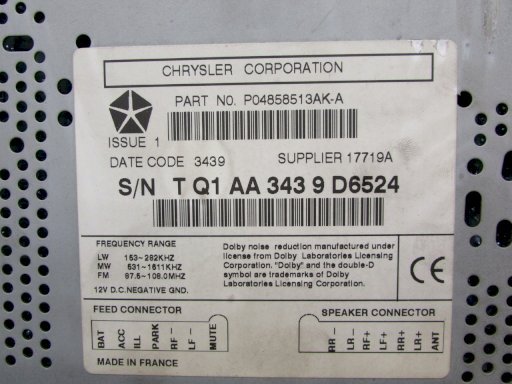 CHRYSLER CORPORATION
PART NO. P04858513AK-A
ISSUE 1
DATE CODE 3439 SUPPLIER 17719A
S/N T Q1 AA 343 9 D6524
FREQUENCY RANGE
LW 153-282KHZ
MW 531-1611KHZ
FM 87.5-108.0MHZ
12V D.C.NEGATIVE GND.
Dolby noise reduction manufactured under
license from Dolby Laboratories Licensing
Corporation. "Dolby" and the double-D
symbol are trademarks of Dolby
Laboratories Licensing Corporation.
CE
FEED CONNECTOR
BAT
ACC
ILL
PARK
RF-
LF-
MUTE
MADE IN FRANCE
SPEAKER CONNECTOR
RR-
LR-
RF+
LF+
RR+
LR+
ANT